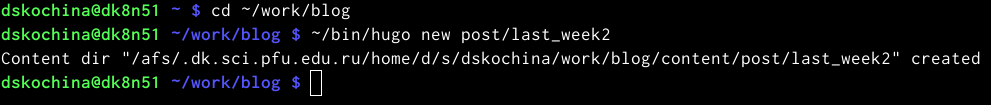 dskochina@dk8n51 ~ $ cd ~/work/blog
dskochina@dk8n51 ~/work/blog $ ~/bin/hugo new post/last_week2
Content dir "/afs/.dk.sci.pfu.edu.ru/home/d/s/dskochina/work/blog/content/post/last_week2" created
dskochina@dk8n51 ~/work/blog $